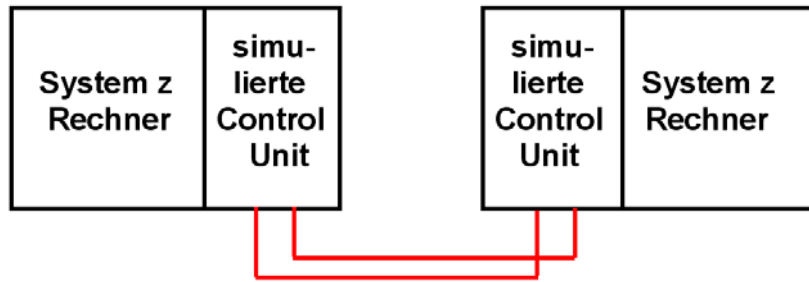 System z
Rechner
simu-
lierte
Control
Unit
simu-
lierte
Control
Unit
System z
Rechner